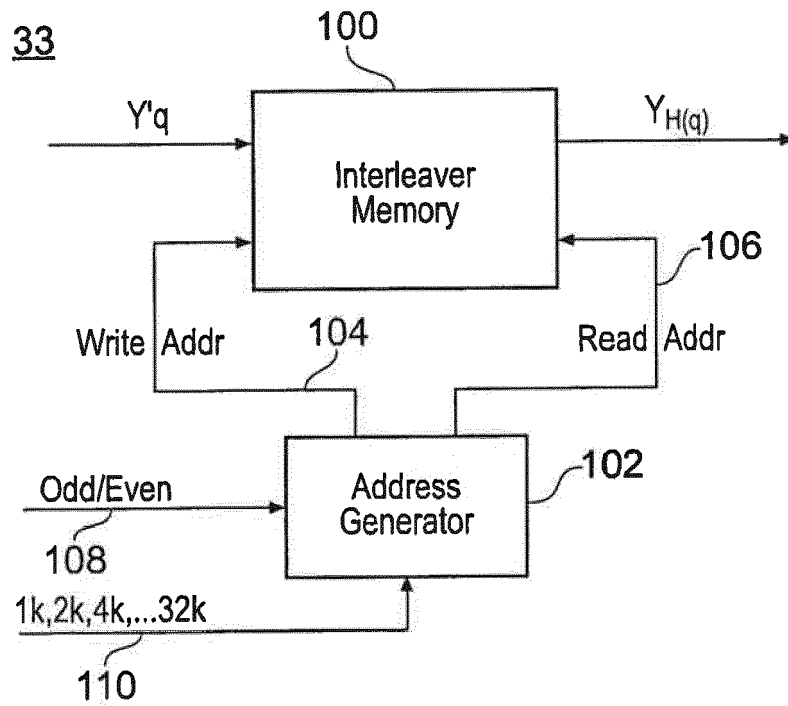 33
100
Y'q
Y_H(q)
Interleaver
Memory
106
104
Write Addr
Read Addr
102
Odd/Even
Address
Generator
108
1k,2k,4k,...32k
110